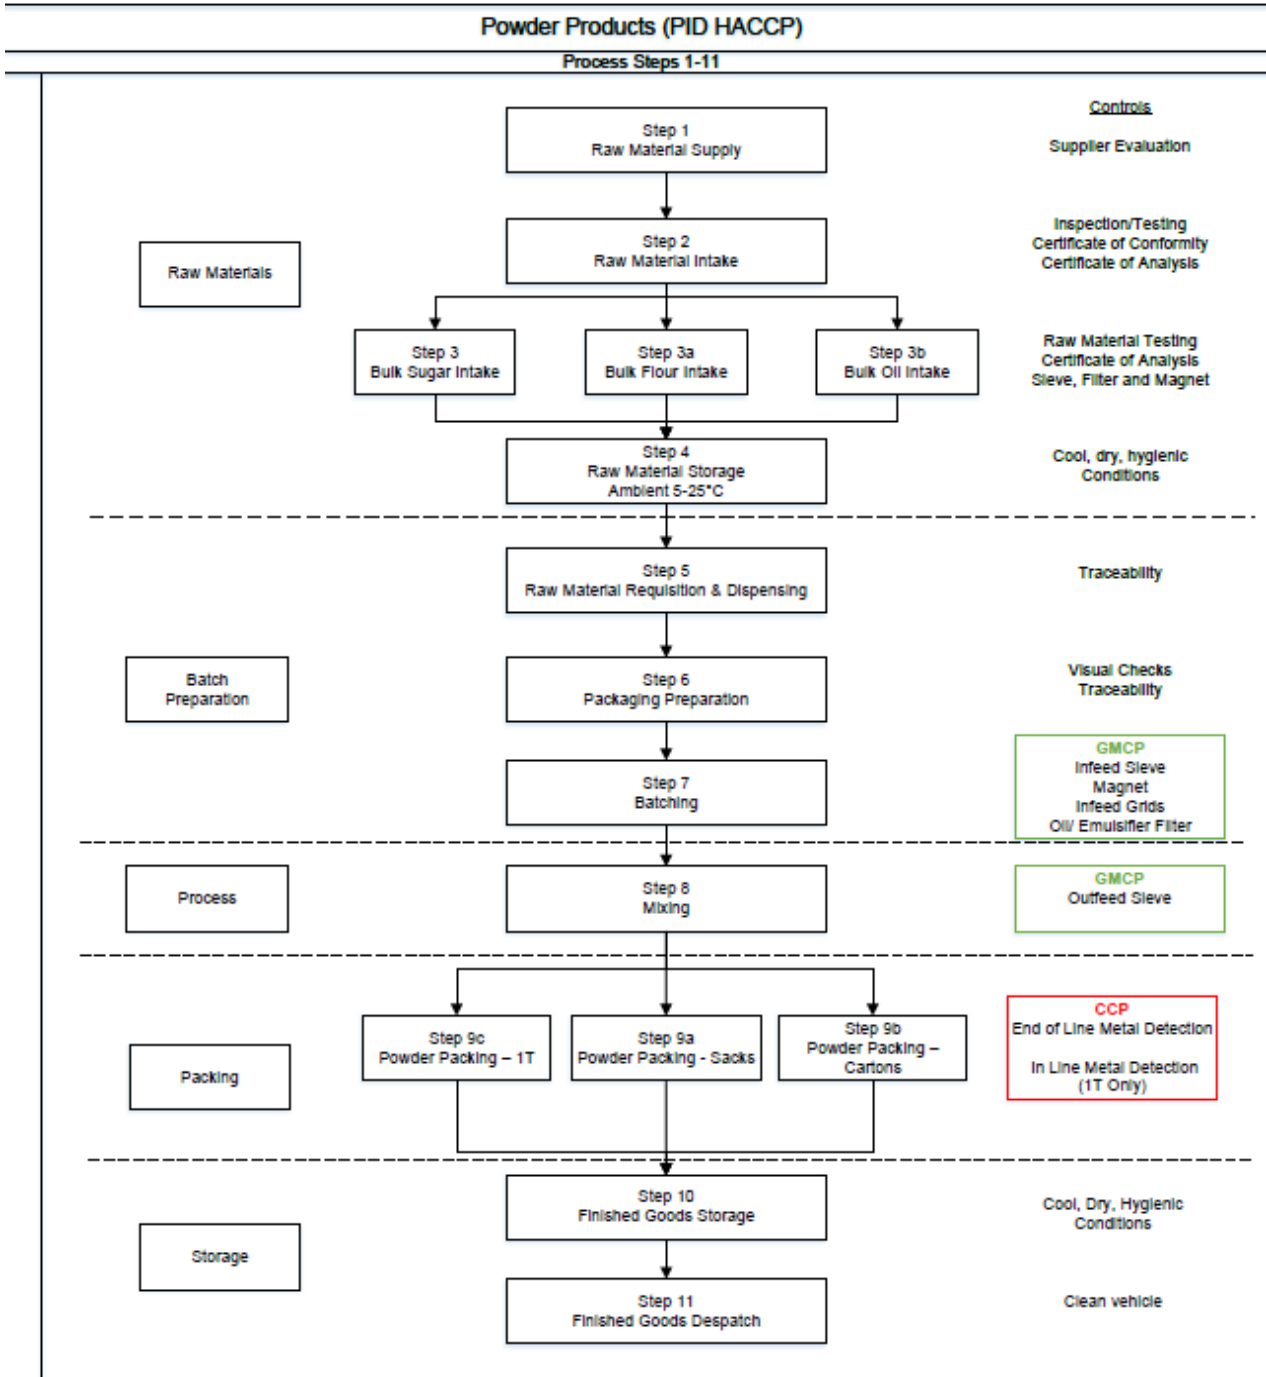 Powder Products (PID HACCP)
Process Steps 1-11
Controls
Step 1
Raw Material Supply
Supplier Evaluation
Raw Materials
Step 2
Raw Material Intake
Inspection/Testing
Certificate of Conformity
Certificate of Analysis
Step 3
Bulk Sugar Intake
Step 3a
Bulk Flour Intake
Step 3b
Bulk Oil Intake
Raw Material Testing
Certificate of Analysis
Sieve, Filter and Magnet
Step 4
Raw Material Storage
Ambient 5-25°C
Cool, dry, hygienic
Conditions
Step 5
Raw Material Requisition & Dispensing
Traceability
Batch
Preparation
Step 6
Packaging Preparation
Visual Checks
Traceability
Step 7
Batching
GMCP
Infeed Sieve
Magnet
Infeed Grids
Oil/ Emulsifier Filter
Process
Step 8
Mixing
GMCP
Outfeed Sieve
Packing
Step 9c
Powder Packing – 1T
Step 9a
Powder Packing - Sacks
Step 9b
Powder Packing –
Cartons
CCP
End of Line Metal Detection
In Line Metal Detection
(1T Only)
Storage
Step 10
Finished Goods Storage
Cool, Dry, Hygienic
Conditions
Step 11
Finished Goods Despatch
Clean vehicle